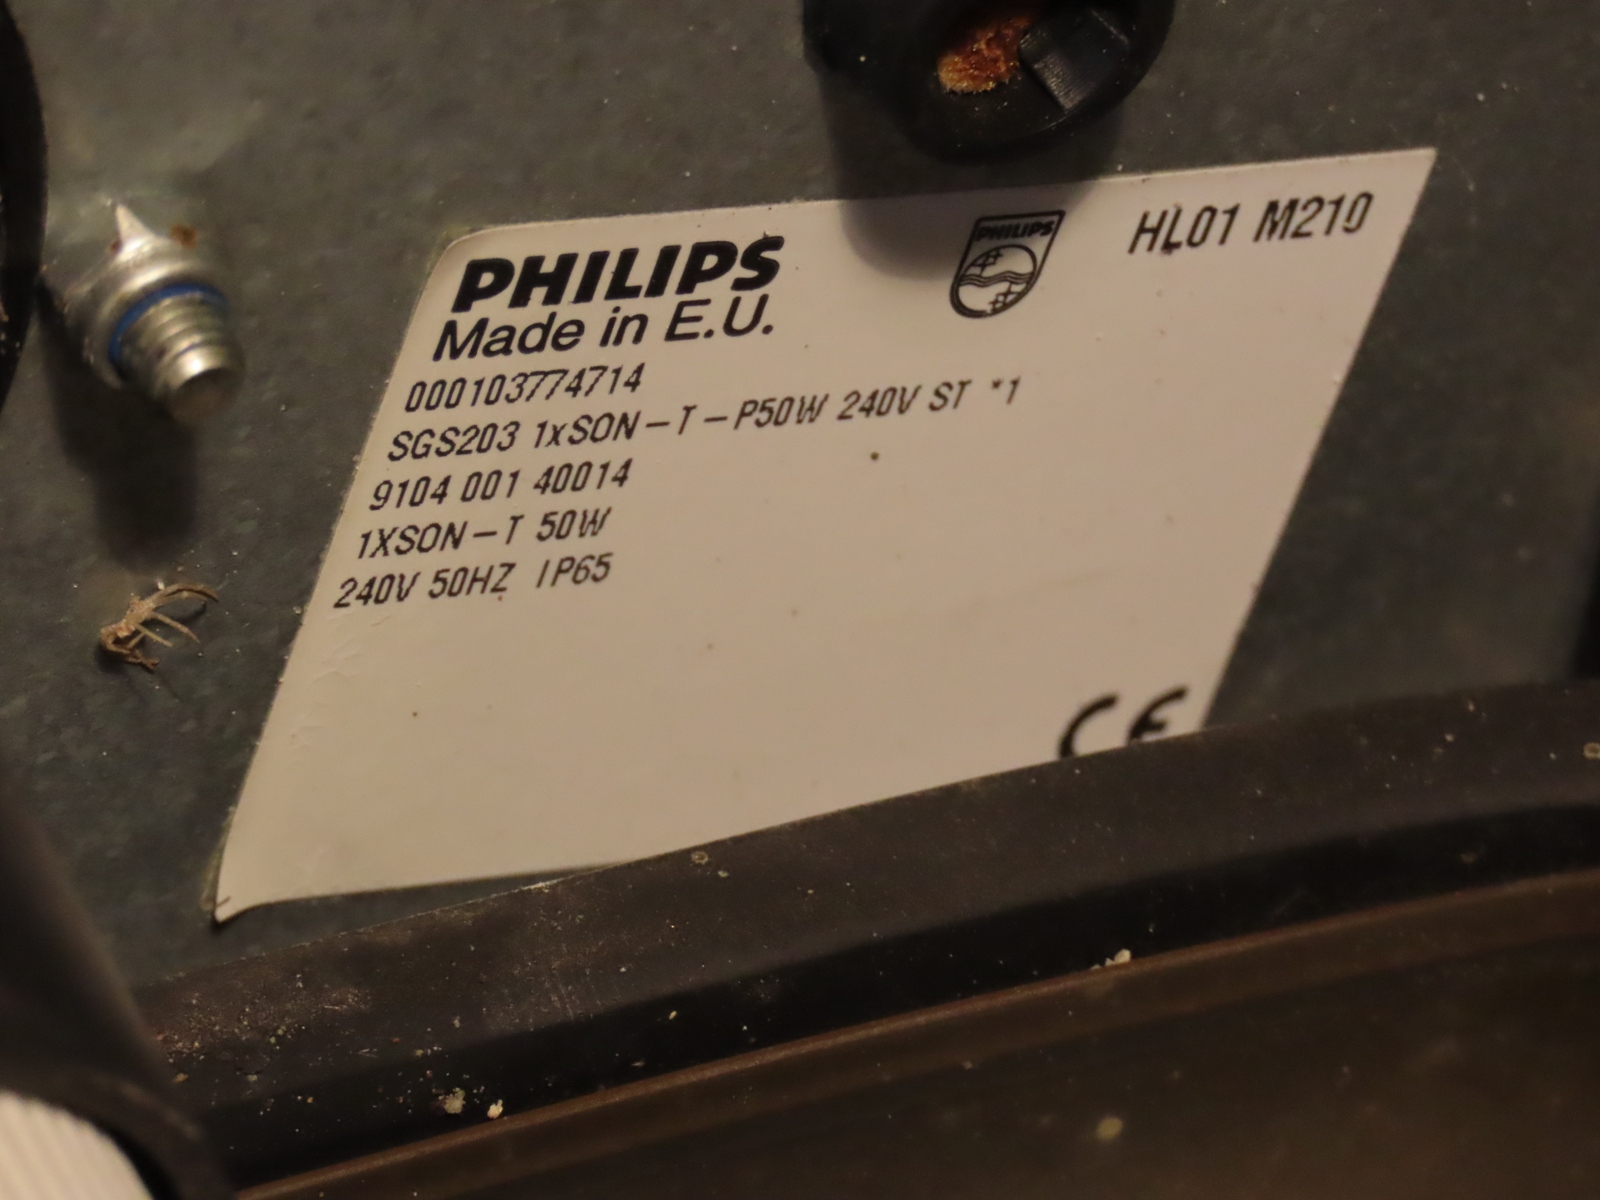 PHILIPS
PHILIPS
HL01 M210
Made in E.U.
000103774714
SGS203 1xSON-T-P50W 240V ST *1
9104 001 40014
1XSON-T 50W
240V 50HZ IP65
CE